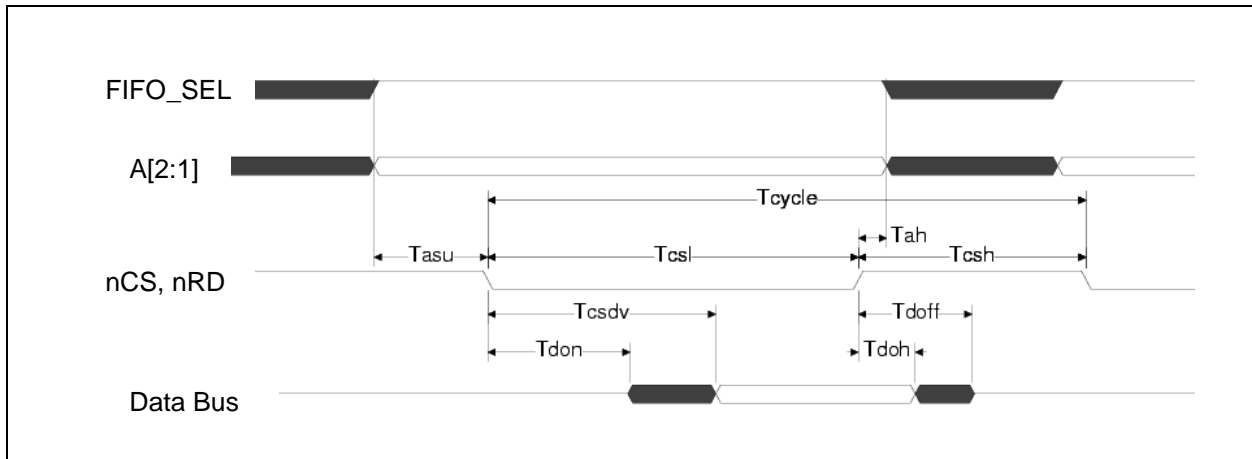 FIFO_SEL
A[2:1]
Tcycle
Tah
Tasu
Tcsl
Tcsh
nCS, nRD
Tcsdv
Tdoff
Tdon
Tdoh
Data Bus